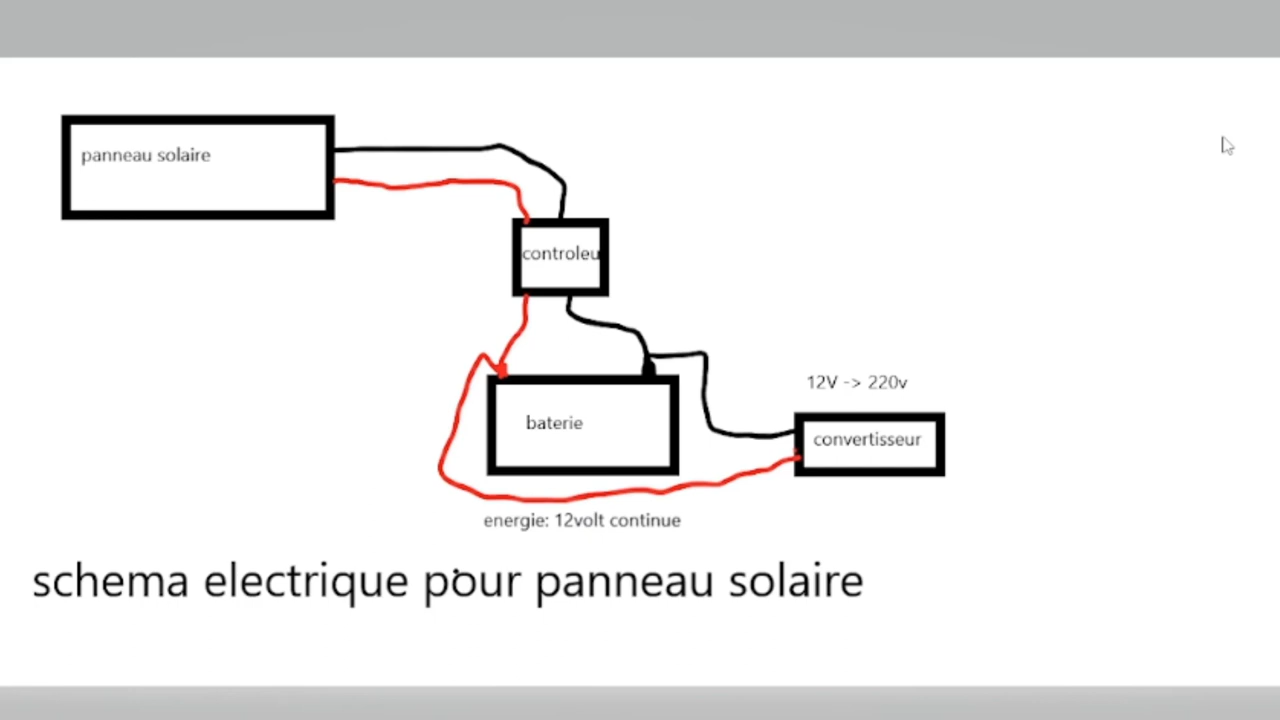 panneau solaire
controleu
12V -> 220v
baterie
convertisseur
energie: 12volt continue
schema electrique pour panneau solaire